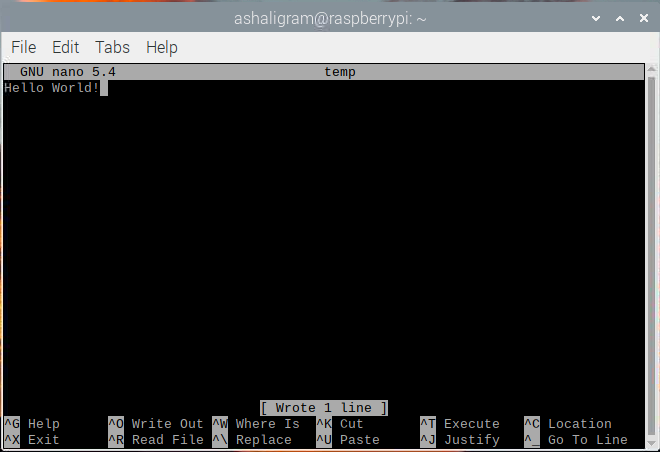 ashaligram@raspberrypi: ~
File Edit Tabs Help
GNU nano 5.4 temp
Hello World!
[ Wrote 1 line ]
^G Help ^O Write Out ^W Where Is ^K Cut ^T Execute ^C Location
^X Exit ^R Read File ^\ Replace ^U Paste ^J Justify ^_ Go To Line